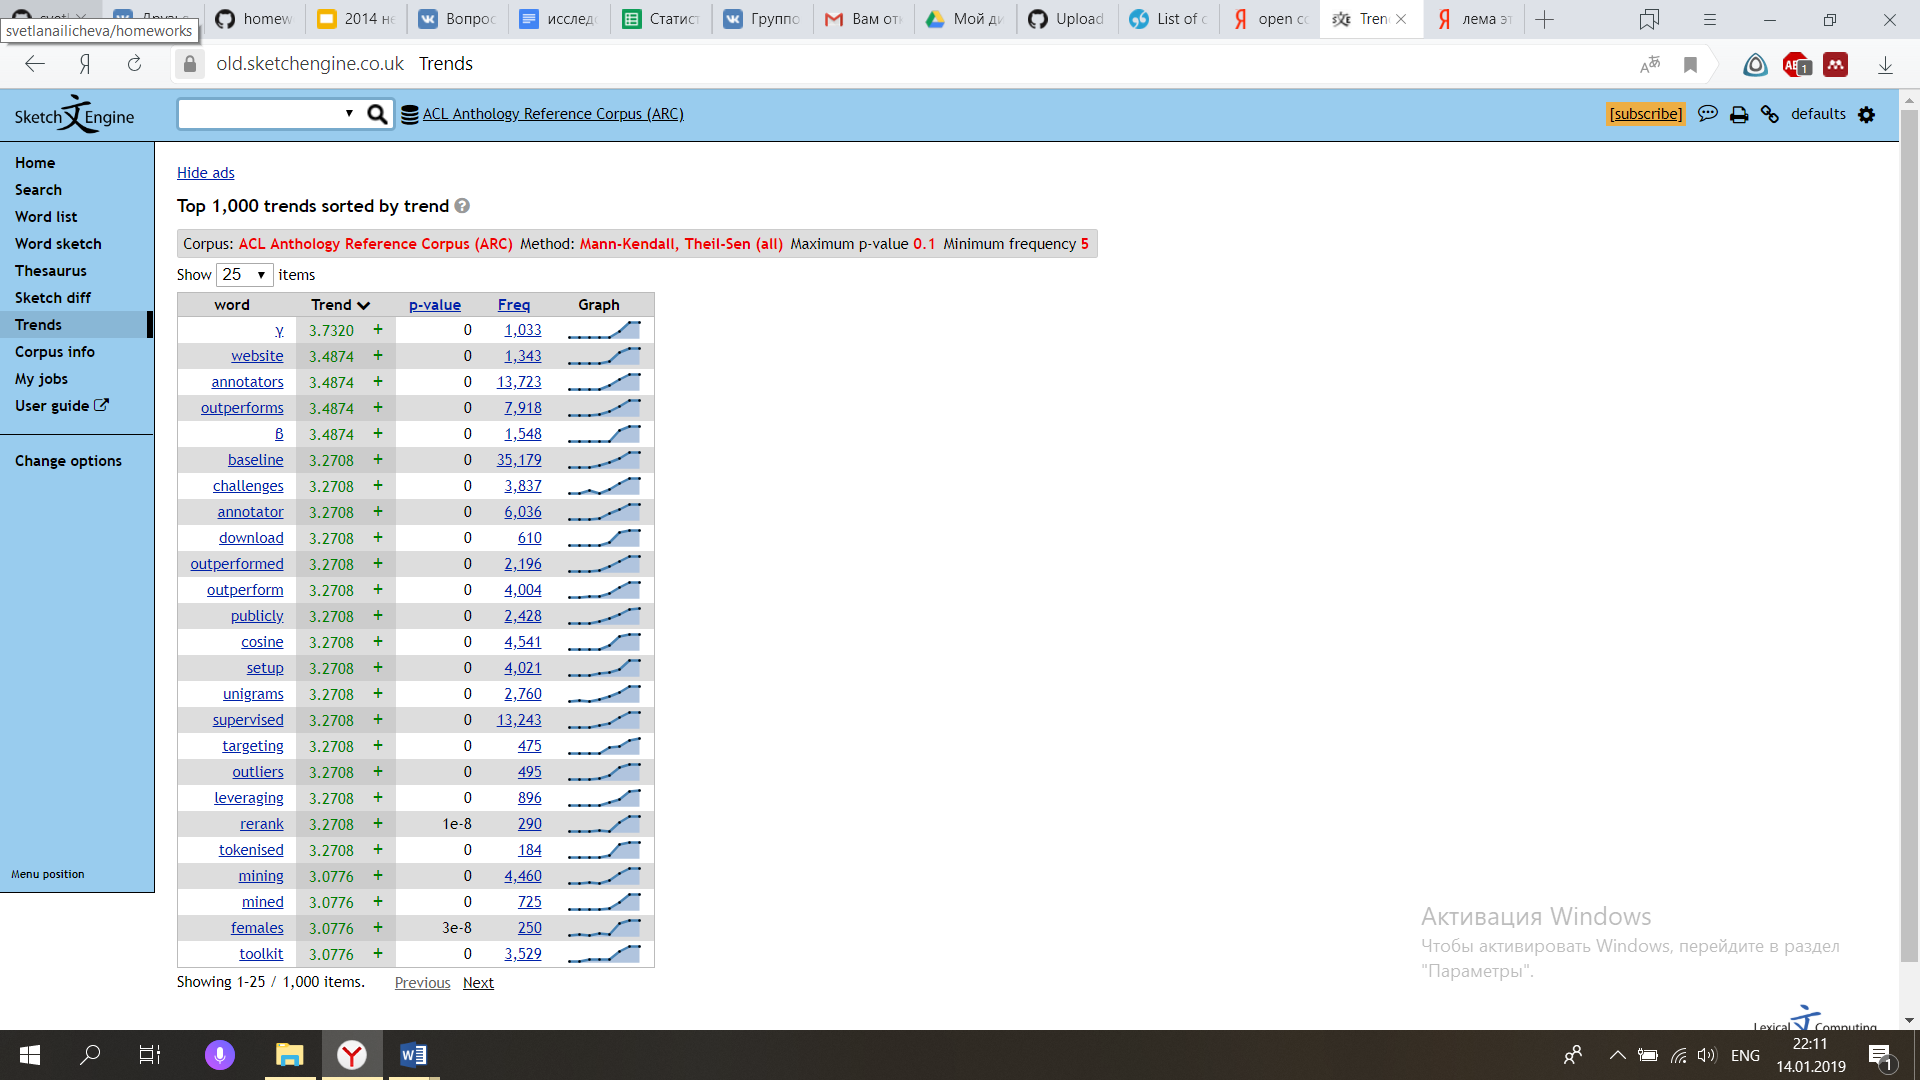 svetl
Друзья
homew
2014 не
Вопрос
исслед
Статист
Группо
Вам отк
Мой ди
Upload
List of c
open co
Tren
лема эт
svetlanailicheva/homeworks
old.sketchengine.co.uk Trends
1
Sketch Engine
ACL Anthology Reference Corpus (ARC)
[subscribe]
defaults
Home
Search
Word list
Word sketch
Thesaurus
Sketch diff
Trends
Corpus info
My jobs
User guide
Change options
Menu position
Hide ads
Top 1,000 trends sorted by trend ?
Corpus: ACL Anthology Reference Corpus (ARC) Method: Mann-Kendall, Theil-Sen (all) Maximum p-value 0.1 Minimum frequency 5
Show 25 items
word Trend p-value Freq Graph
γ 3.7320 + 0 1,033
website 3.4874 + 0 1,343
annotators 3.4874 + 0 13,723
outperforms 3.4874 + 0 7,918
β 3.4874 + 0 1,548
baseline 3.2708 + 0 35,179
challenges 3.2708 + 0 3,837
annotator 3.2708 + 0 6,036
download 3.2708 + 0 610
outperformed 3.2708 + 0 2,196
outperform 3.2708 + 0 4,004
publicly 3.2708 + 0 2,428
cosine 3.2708 + 0 4,541
setup 3.2708 + 0 4,021
unigrams 3.2708 + 0 2,760
supervised 3.2708 + 0 13,243
targeting 3.2708 + 0 475
outliers 3.2708 + 0 495
leveraging 3.2708 + 0 896
rerank 3.2708 + 1e-8 290
tokenised 3.2708 + 0 184
mining 3.0776 + 0 4,460
mined 3.0776 + 0 725
females 3.0776 + 3e-8 250
toolkit 3.0776 + 0 3,529
Showing 1-25 / 1,000 items. Previous Next
Активация Windows
Чтобы активировать Windows, перейдите в раздел
"Параметры".
Lexical Computing
ENG
22:11
14.01.2019
1